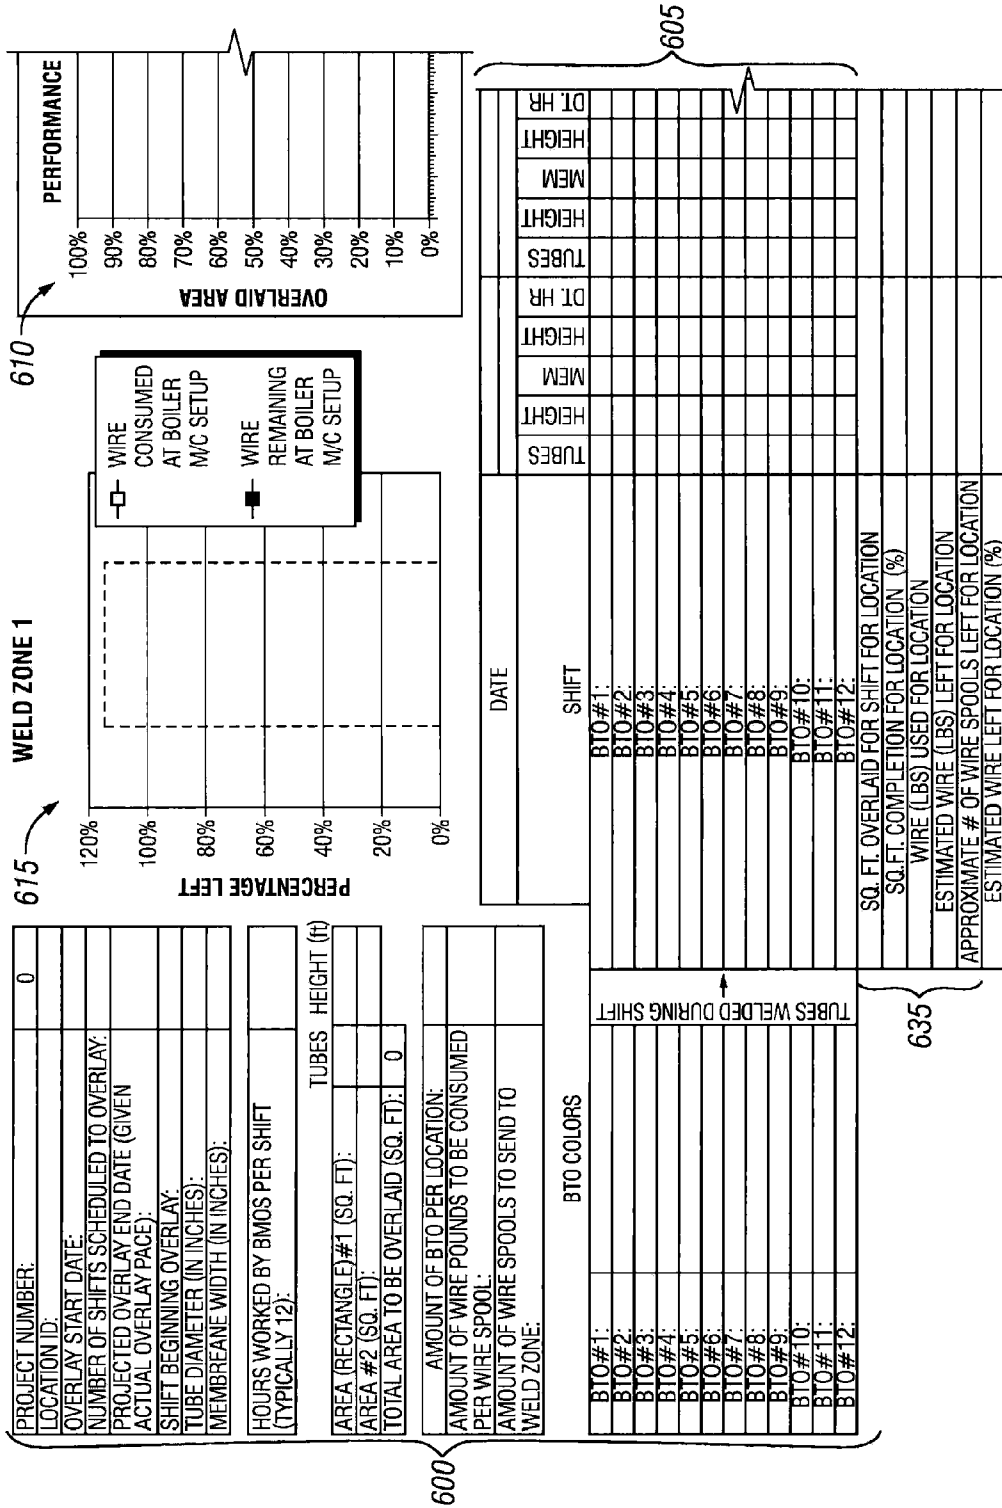 WELD ZONE 1
600
PROJECT NUMBER: 0
LOCATION ID:
OVERLAY START DATE:
NUMBER OF SHIFTS SCHEDULED TO OVERLAY:
PROJECTED OVERLAY END DATE (GIVEN
ACTUAL OVERLAY PACE):
SHIFT BEGINNING OVERLAY:
TUBE DIAMETER (IN INCHES):
MEMBREANE WIDTH (IN INCHES):
HOURS WORKED BY BMOS PER SHIFT
(TYPICALLY 12):
TUBES HEIGHT (ft)
AREA (RECTANGLE)#1 (SQ. FT):
AREA #2 (SQ. FT):
TOTAL AREA TO BE OVERLAID (SQ. FT): 0
AMOUNT OF BTO PER LOCATION:
AMOUNT OF WIRE POUNDS TO BE CONSUMED
PER WIRE SPOOL:
AMOUNT OF WIRE SPOOLS TO SEND TO
WELD ZONE:
615
PERCENTAGE LEFT
120%
100%
80%
60%
40%
20%
0%
WIRE
CONSUMED
AT BOILER
M/C SETUP
WIRE
REMAINING
AT BOILER
M/C SETUP
610
PERFORMANCE
OVERLAID AREA
100%
90%
80%
70%
60%
50%
40%
30%
20%
10%
0%
BTO COLORS
BTO#1:
BTO#2:
BTO#3:
BTO#4:
BTO#5:
BTO#6:
BTO#7:
BTO#8:
BTO#9:
BTO#10:
BTO#11:
BTO#12:
TUBES WELDED DURING SHIFT
605
DATE
SHIFT
TUBES HEIGHT MEM HEIGHT DT. HR TUBES HEIGHT MEM HEIGHT DT. HR
BTO#1:
BTO#2:
BTO#3:
BTO#4:
BTO#5:
BTO#6:
BTO#7:
BTO#8:
BTO#9:
BTO#10:
BTO#11:
BTO#12:
635
SQ. FT. OVERLAID FOR SHIFT FOR LOCATION
SQ.FT. COMPLETION FOR LOCATION (%)
WIRE (LBS) USED FOR LOCATION
ESTIMATED WIRE (LBS) LEFT FOR LOCATION
APPROXIMATE # OF WIRE SPOOLS LEFT FOR LOCATION
ESTIMATED WIRE LEFT FOR LOCATION (%)